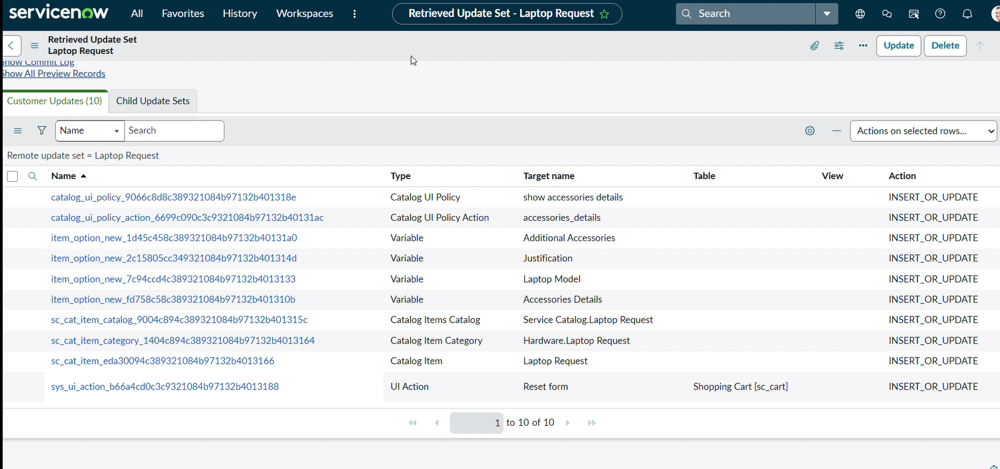 servicenow All Favorites History Workspaces Retrieved Update Set - Laptop Request Search
Retrieved Update Set
Laptop Request
Update Delete
Show Commit Log
Show All Preview Records
Customer Updates (10) Child Update Sets
Name Search Actions on selected rows...
Remote update set = Laptop Request
Name Type Target name Table View Action
catalog_ui_policy_9066c8d8c389321084b97132b401318e Catalog UI Policy show accessories details INSERT_OR_UPDATE
catalog_ui_policy_action_6699c090c3c9321084b97132b40131ac Catalog UI Policy Action accessories_details INSERT_OR_UPDATE
item_option_new_1d45c458c389321084b97132b40131a0 Variable Additional Accessories INSERT_OR_UPDATE
item_option_new_2c15805cc349321084b97132b401314d Variable Justification INSERT_OR_UPDATE
item_option_new_7c94ccd4c389321084b97132b4013133 Variable Laptop Model INSERT_OR_UPDATE
item_option_new_fd758c58c389321084b97132b401310b Variable Accessories Details INSERT_OR_UPDATE
sc_cat_item_catalog_9004c894c389321084b97132b401315c Catalog Items Catalog Service Catalog.Laptop Request INSERT_OR_UPDATE
sc_cat_item_category_1404c894c389321084b97132b4013164 Catalog Item Category Hardware.Laptop Request INSERT_OR_UPDATE
sc_cat_item_eda30094c389321084b97132b4013166 Catalog Item Laptop Request INSERT_OR_UPDATE
sys_ui_action_b66a4cd0c3c9321084b97132b4013188 UI Action Reset form Shopping Cart [sc_cart] INSERT_OR_UPDATE
1 to 10 of 10